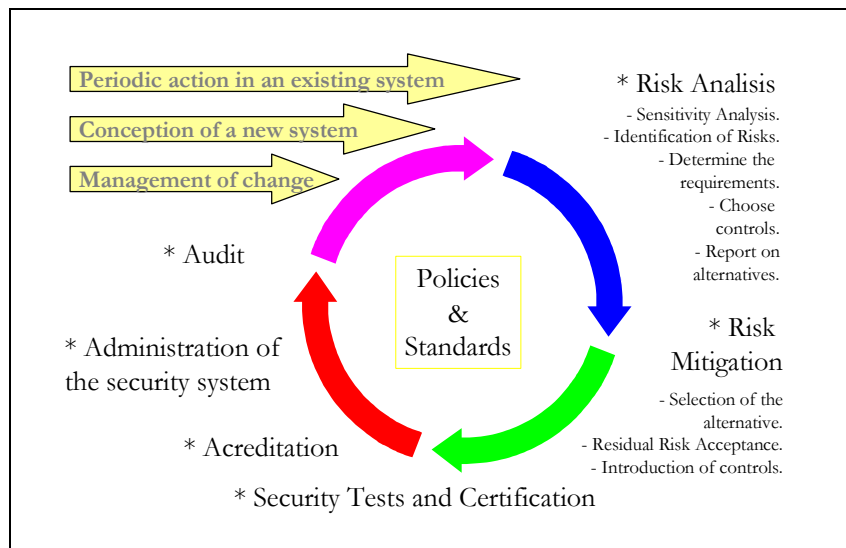 Periodic action in an existing system
Conception of a new system
Management of change
* Risk Analisis
- Sensitivity Analysis.
- Identification of Risks.
- Determine the
requirements.
- Choose
controls.
- Report on
alternatives.
* Risk
Mitigation
- Selection of the
alternative.
- Residual Risk Acceptance.
- Introduction of controls.
* Security Tests and Certification
* Acreditation
* Administration of
the security system
* Audit
Policies
&
Standards